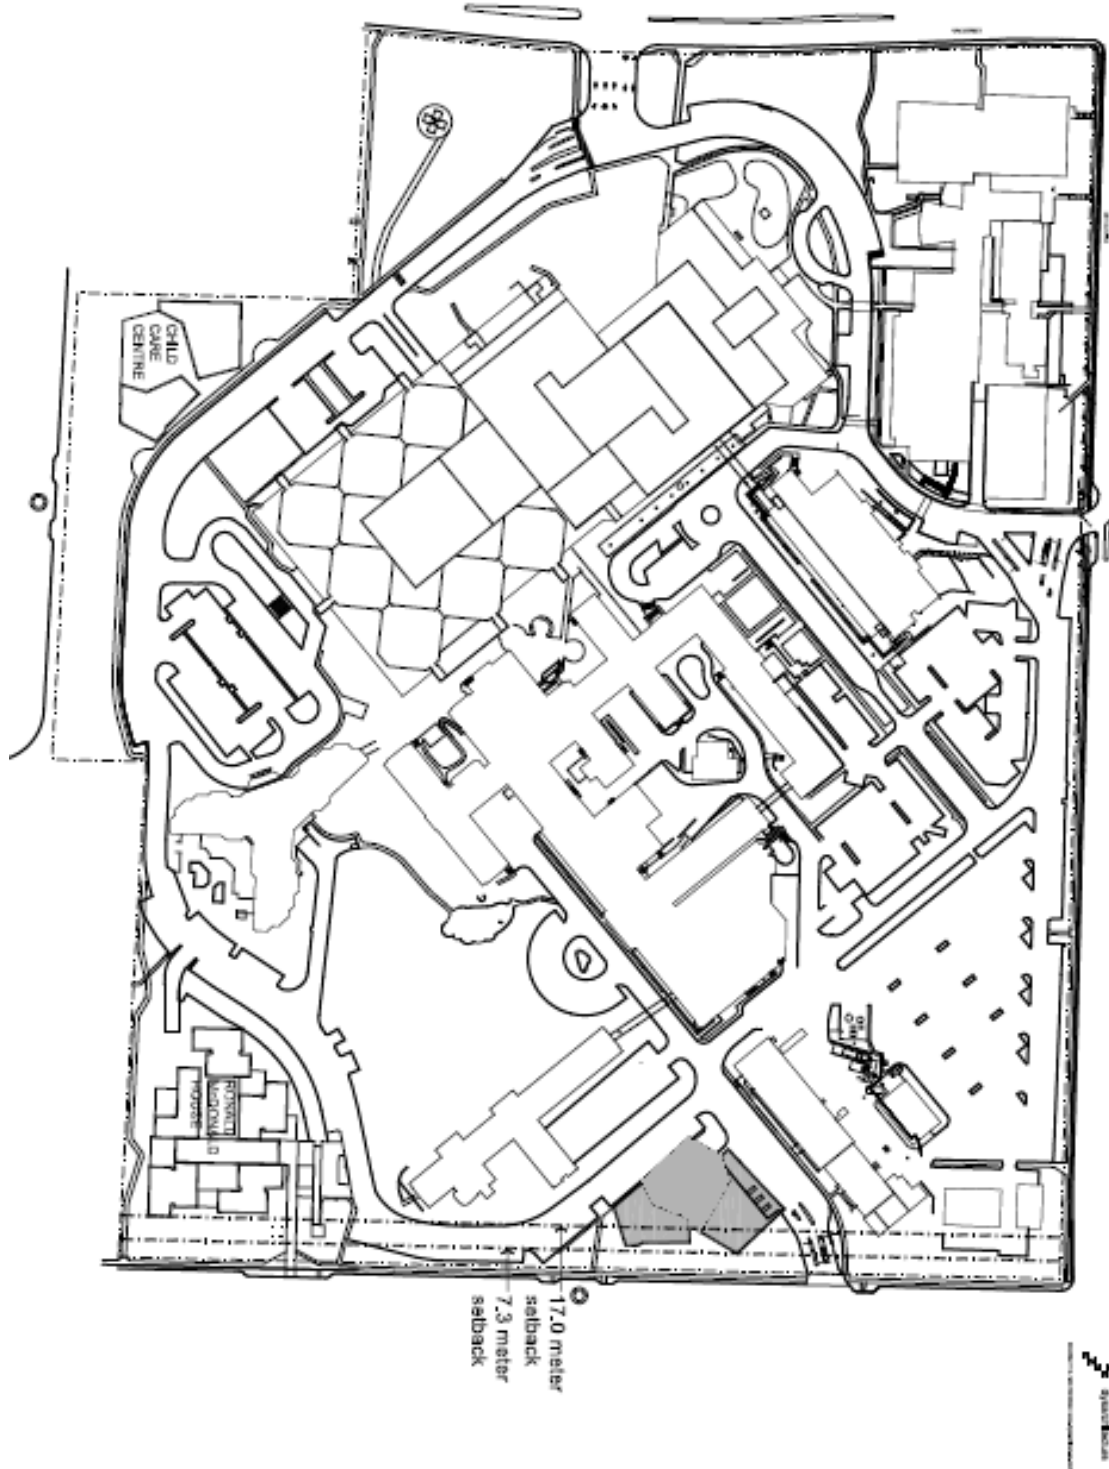 CHILD
CARE
CENTRE
RONALD
McDONALD
HOUSE
17.0 meter
setback
7.3 meter
setback